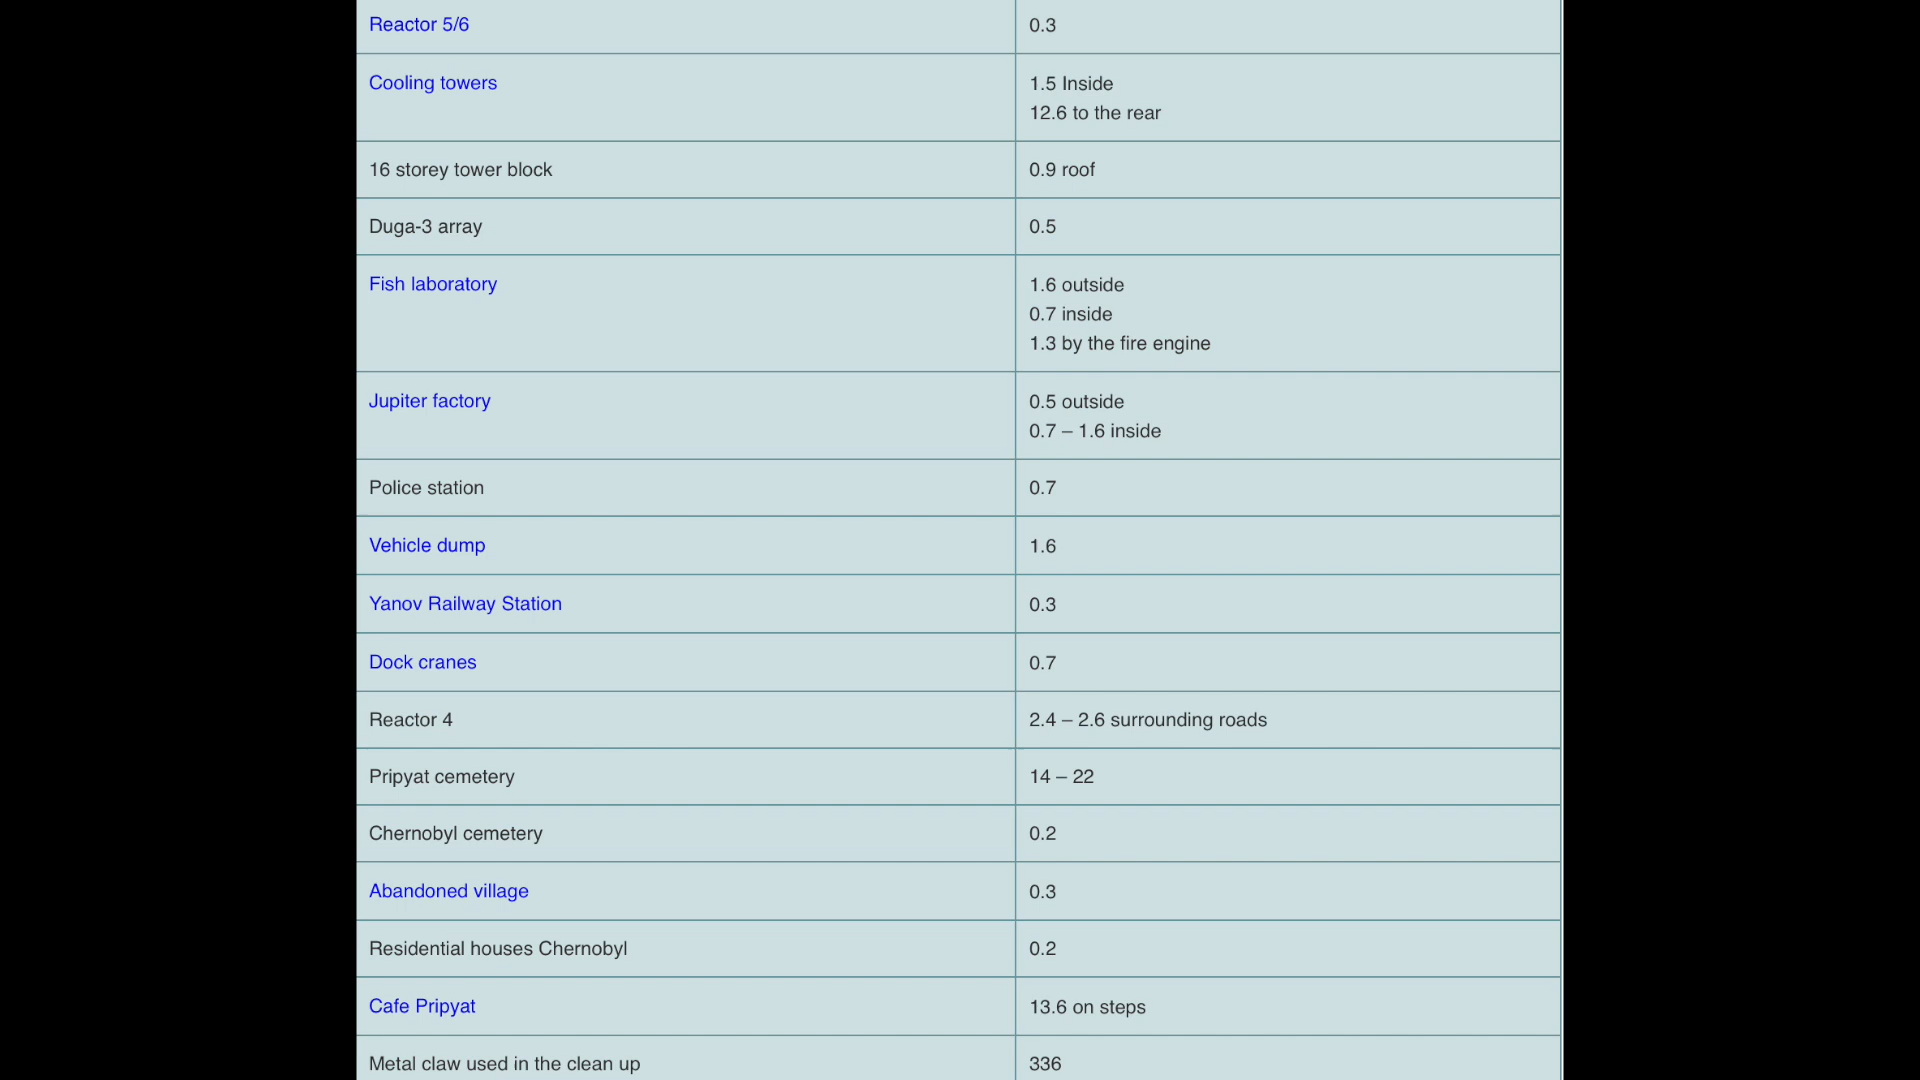 Reactor 5/6 0.3
Cooling towers 1.5 Inside
12.6 to the rear
16 storey tower block 0.9 roof
Duga-3 array 0.5
Fish laboratory 1.6 outside
0.7 inside
1.3 by the fire engine
Jupiter factory 0.5 outside
0.7 – 1.6 inside
Police station 0.7
Vehicle dump 1.6
Yanov Railway Station 0.3
Dock cranes 0.7
Reactor 4 2.4 – 2.6 surrounding roads
Pripyat cemetery 14 – 22
Chernobyl cemetery 0.2
Abandoned village 0.3
Residential houses Chernobyl 0.2
Cafe Pripyat 13.6 on steps
Metal claw used in the clean up 336